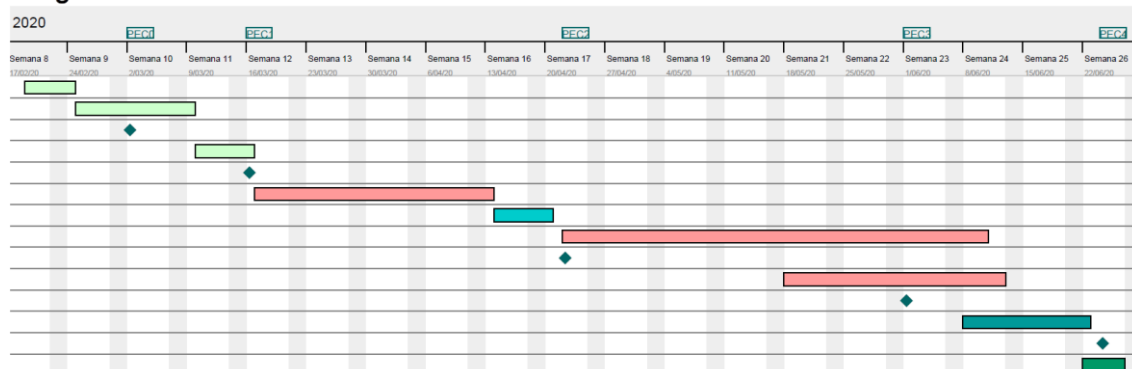 2020
PEC0 PEC1 PEC2 PEC3 PEC4
Semana 8 Semana 9 Semana 10 Semana 11 Semana 12 Semana 13 Semana 14 Semana 15 Semana 16 Semana 17 Semana 18 Semana 19 Semana 20 Semana 21 Semana 22 Semana 23 Semana 24 Semana 25 Semana 26
17/02/20 24/02/20 2/03/20 9/03/20 16/03/20 23/03/20 30/03/20 6/04/20 13/04/20 20/04/20 27/04/20 4/05/20 11/05/20 18/05/20 25/05/20 1/06/20 8/06/20 15/06/20 22/06/20